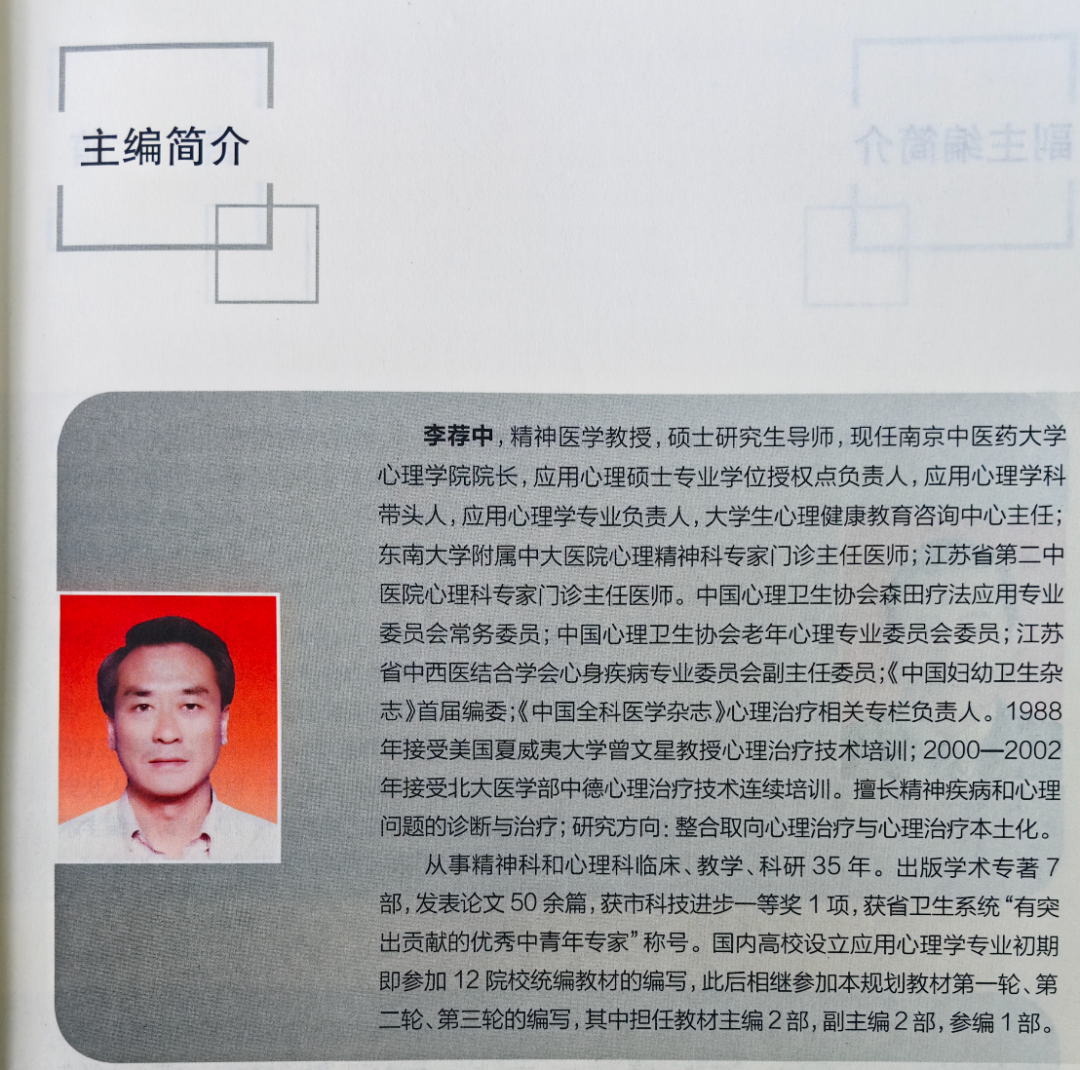 主编简介
副主编简介
李荐中，精神医学教授，硕士研究生导师，现任南京中医药大学
心理学院院长，应用心理硕士专业学位授权点负责人，应用心理学科
带头人，应用心理学专业负责人，大学生心理健康教育咨询中心主任；
东南大学附属中大医院心理精神科专家门诊主任医师；江苏省第二中
医院心理科专家门诊主任医师。中国心理卫生协会森田疗法应用专业
委员会常务委员；中国心理卫生协会老年心理专业委员会委员；江苏
省中西医结合学会心身疾病专业委员会副主任委员；《中国妇幼卫生杂
志》首届编委；《中国全科医学杂志》心理治疗相关专栏负责人。1988
年接受美国夏威夷大学曾文星教授心理治疗技术培训；2000—2002
年接受北大医学部中德心理治疗技术连续培训。擅长精神疾病和心理
问题的诊断与治疗；研究方向：整合取向心理治疗与心理治疗本土化。
从事精神科和心理科临床、教学、科研 35 年。出版学术专著 7
部，发表论文 50 余篇，获市科技进步一等奖 1 项，获省卫生系统“有突
出贡献的优秀中青年专家”称号。国内高校设立应用心理学专业初期
即参加 12 院校统编教材的编写，此后相继参加本规划教材第一轮、第
二轮、第三轮的编写，其中担任教材主编 2 部，副主编 2 部，参编 1 部。